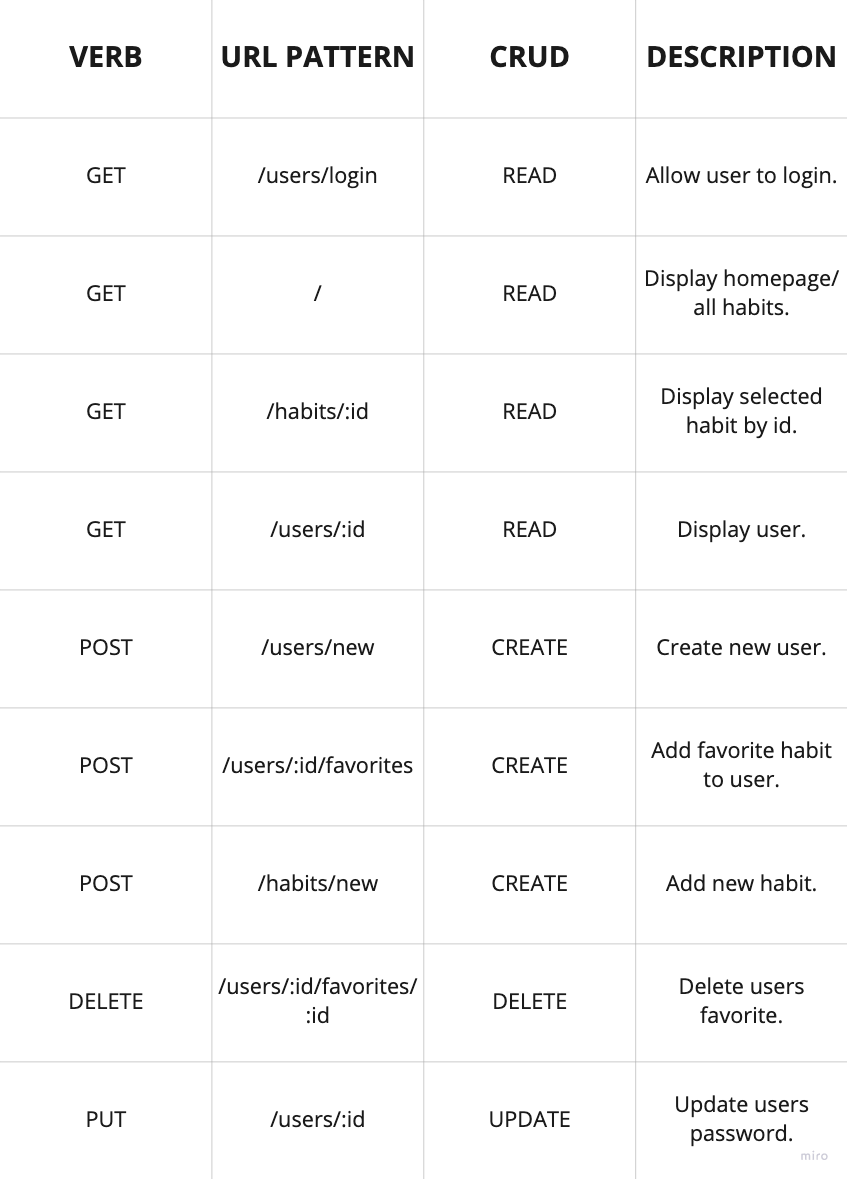 VERB URL PATTERN CRUD DESCRIPTION
GET /users/login READ Allow user to login.
GET / READ Display homepage/
all habits.
GET /habits/:id READ Display selected
habit by id.
GET /users/:id READ Display user.
POST /users/new CREATE Create new user.
POST /users/:id/favorites CREATE Add favorite habit
to user.
POST /habits/new CREATE Add new habit.
DELETE /users/:id/favorites/
:id DELETE Delete users
favorite.
PUT /users/:id UPDATE Update users
password.
miro